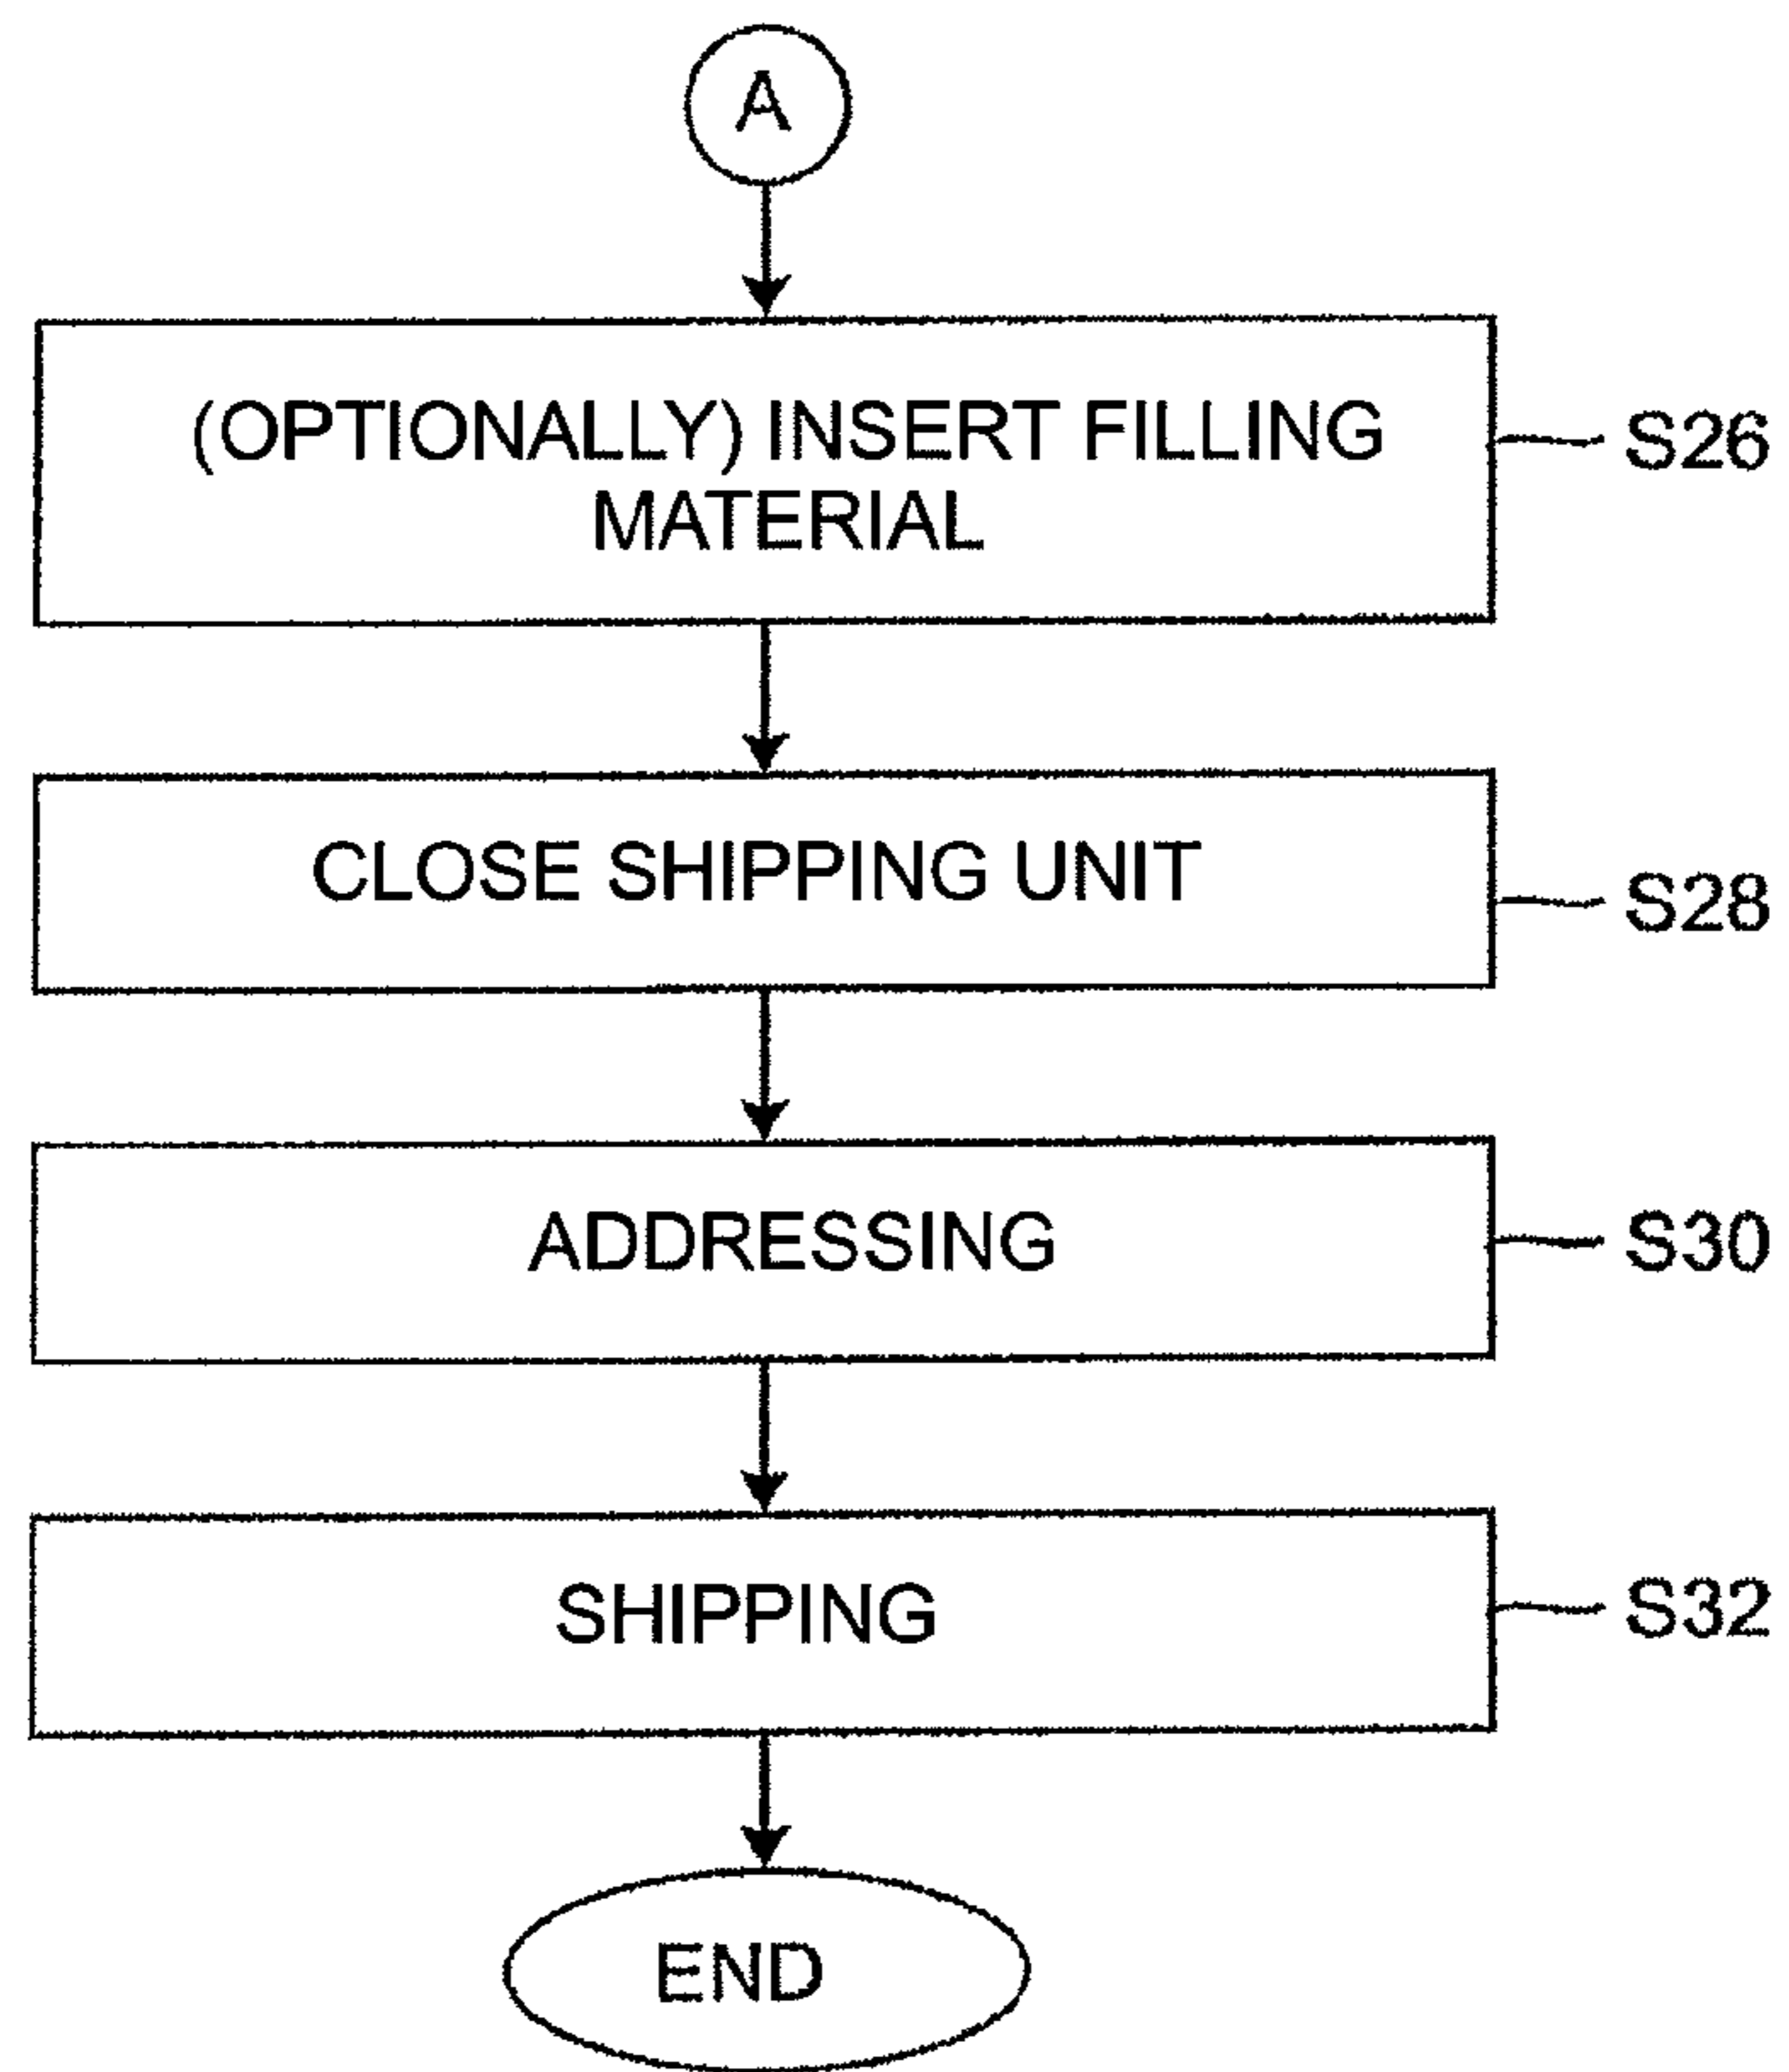 A
(OPTIONALLY) INSERT FILLING
MATERIAL
S26
CLOSE SHIPPING UNIT
S28
ADDRESSING
S30
SHIPPING
S32
END